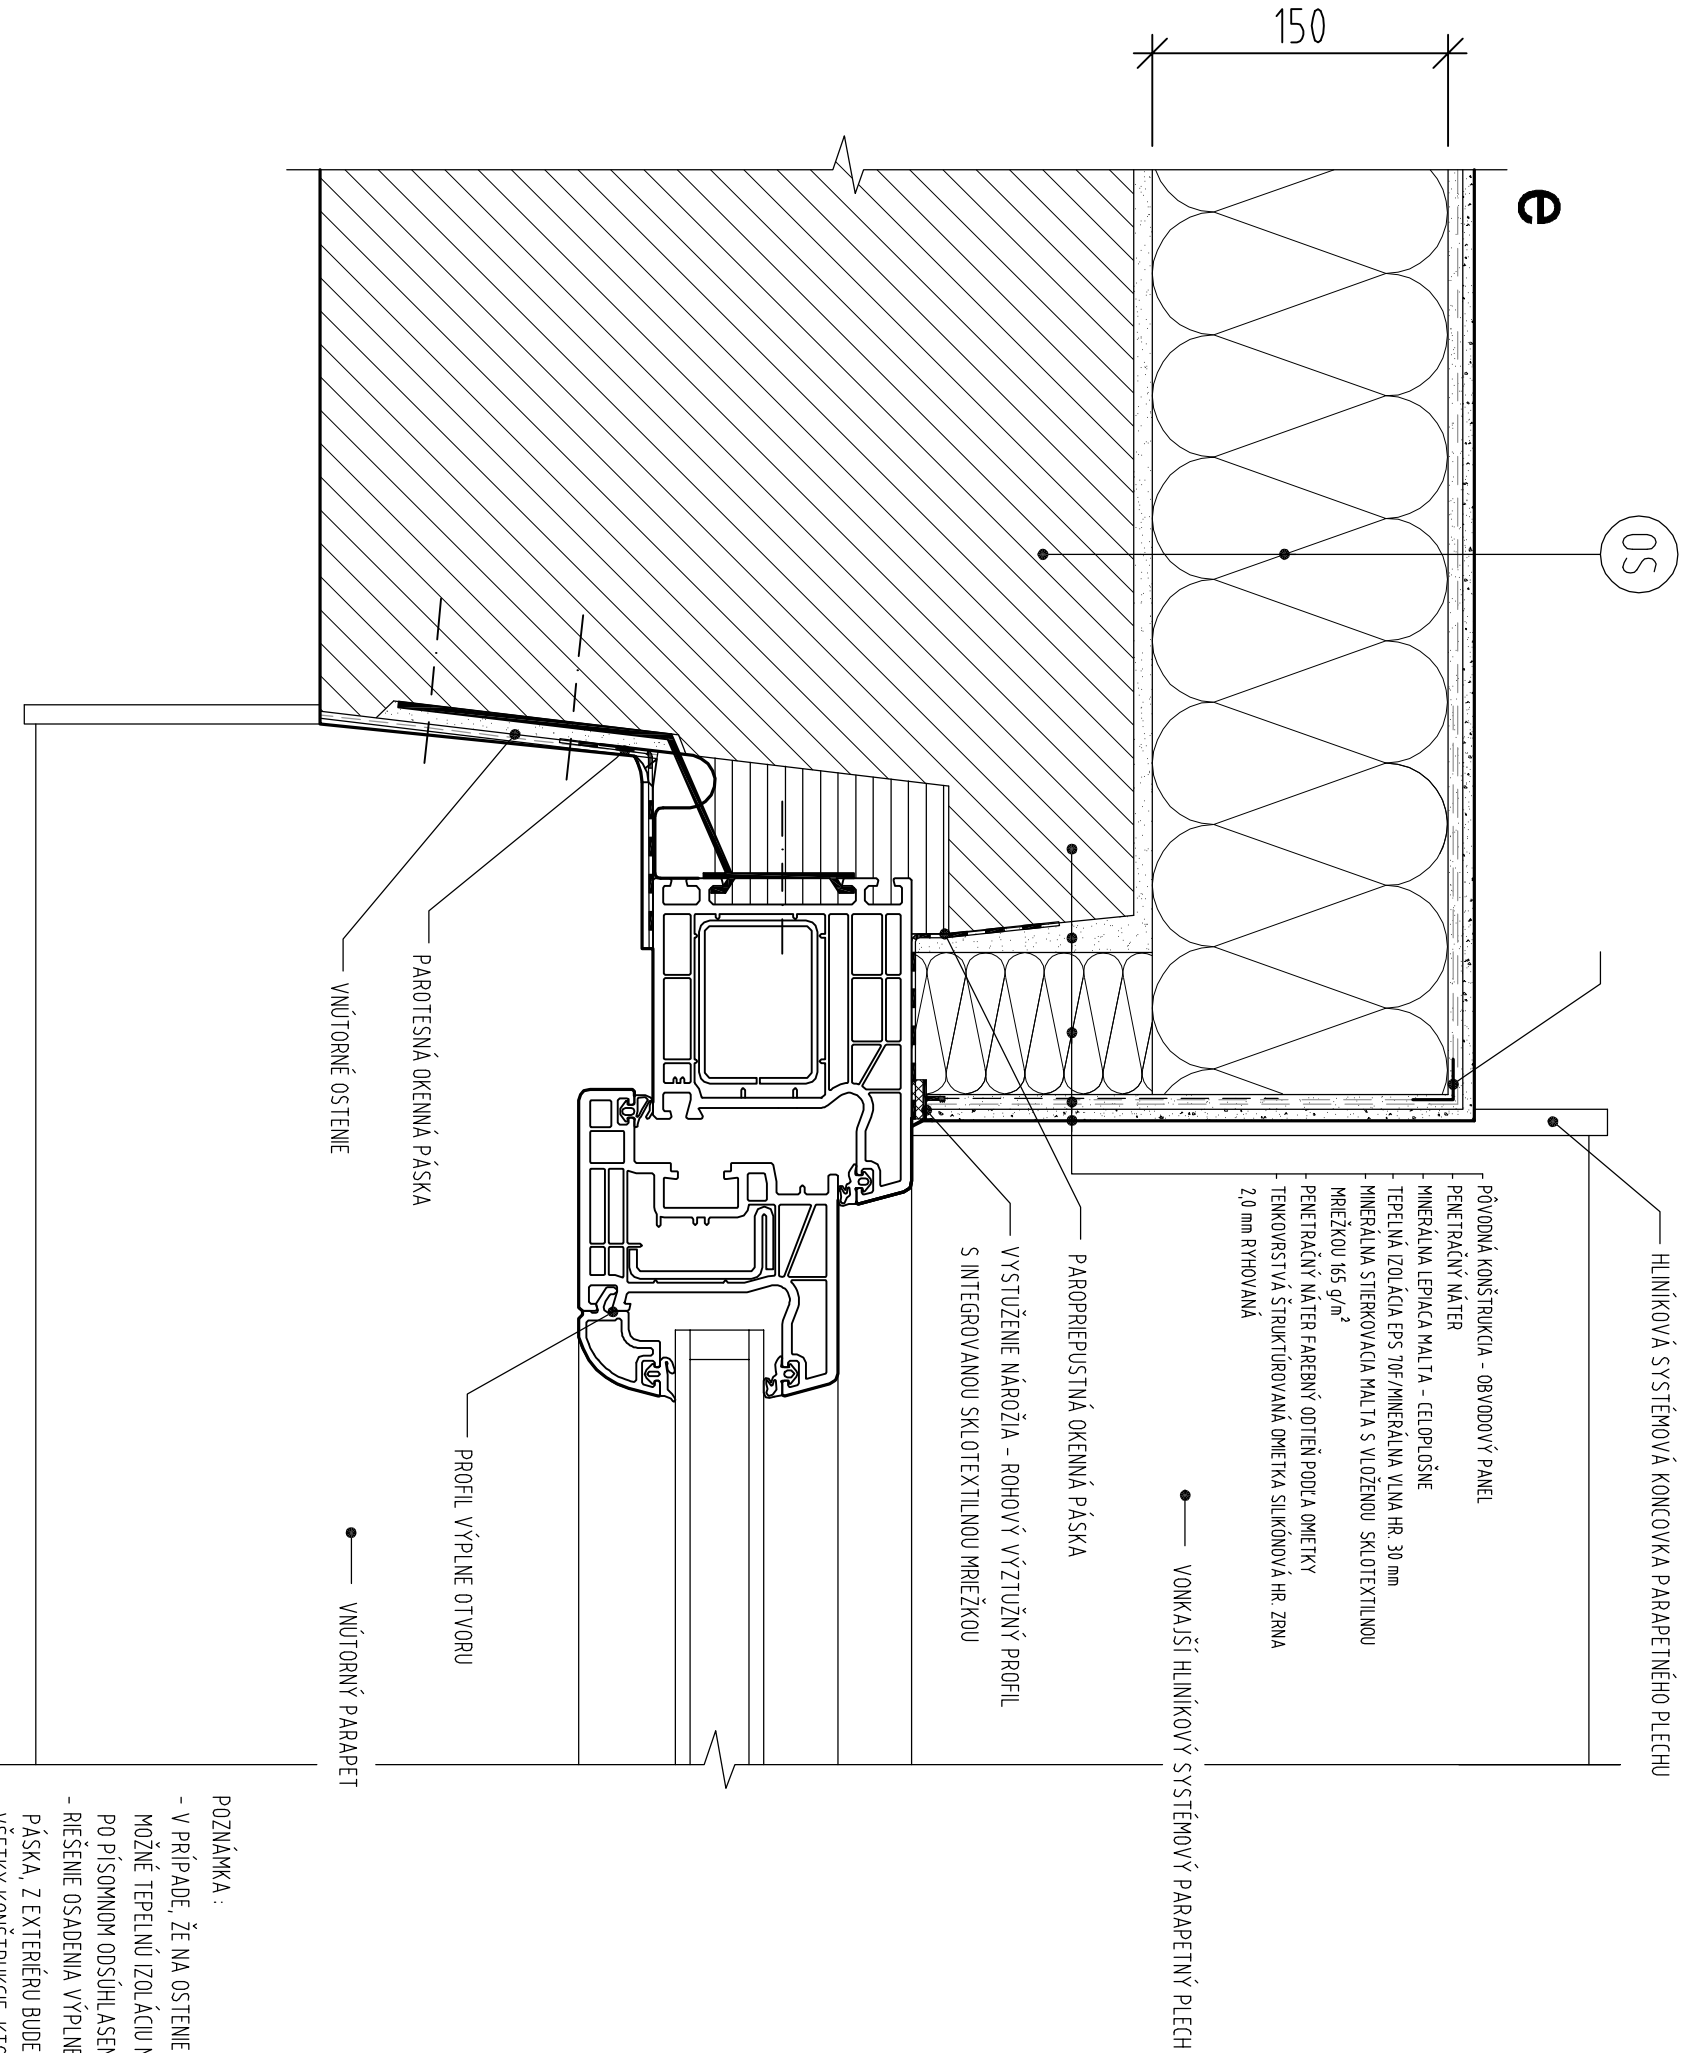 150
e
OS
HLINÍKOVÁ SYSTÉMOVÁ KONCOVKA PARAPETNÉHO PLECHU
PÔVODNÁ KONŠTRUKCIA - OBVODOVÝ PANEL
PENETRAČNÝ NÁTER
MINERÁLNA LEPIACA MALTA - CELOPLOŠNE
TEPELNÁ IZOLÁCIA EPS 70F/MINERÁLNA VLNA HR. 30 mm
MINERÁLNA STIERKOVACIA MALTA S VLOŽENOU SKLOTEXTILNOU
MRIEŽKOU 165 g/m²
PENETRAČNÝ NÁTER FAREBNÝ ODTIEŇ PODĽA OMIETKY
TENKOVRSTVÁ ŠTRUKTÚROVANÁ OMIETKA SILIKÓNOVÁ HR. ZRNA
2,0 mm RYHOVANÁ
VONKAJŠÍ HLINÍKOVÝ SYSTÉMOVÝ PARAPETNÝ PLECH
PAROPRIEPUSTNÁ OKENNÁ PÁSKA
VYSTUŽENIE NÁROŽIA - ROHOVÝ VÝZTUŽNÝ PROFIL
S INTEGROVANOU SKLOTEXTILNOU MRIEŽKOU
PROFIL VÝPLNE OTVORU
PAROTESNÁ OKENNÁ PÁSKA
VNÚTORNÉ OSTENIE
VNÚTORNÝ PARAPET
POZNÁMKA :
- V PRÍPADE, ŽE NA OSTENIE
MOŽNÉ TEPELNÚ IZOLÁCIU
PO PÍSOMNOM ODSÚHLASEN
- RIEŠENIE OSADENIA VÝPLNE
PÁSKA, Z EXTERIÉRU BUDE